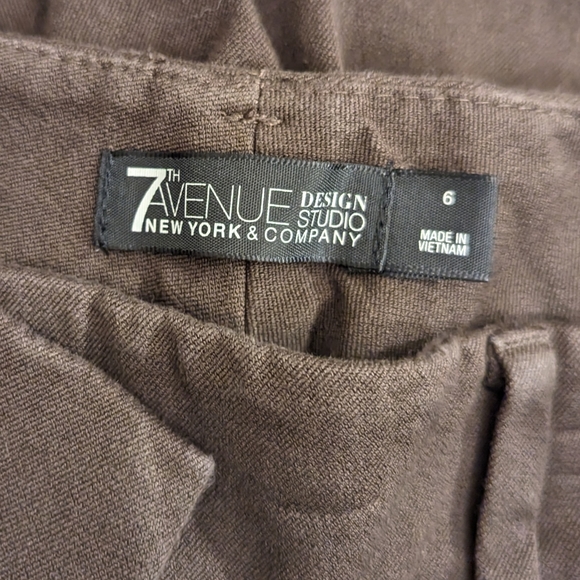 7TH AVENUE DESIGN STUDIO
NEW YORK & COMPANY
6
MADE IN
VIETNAM